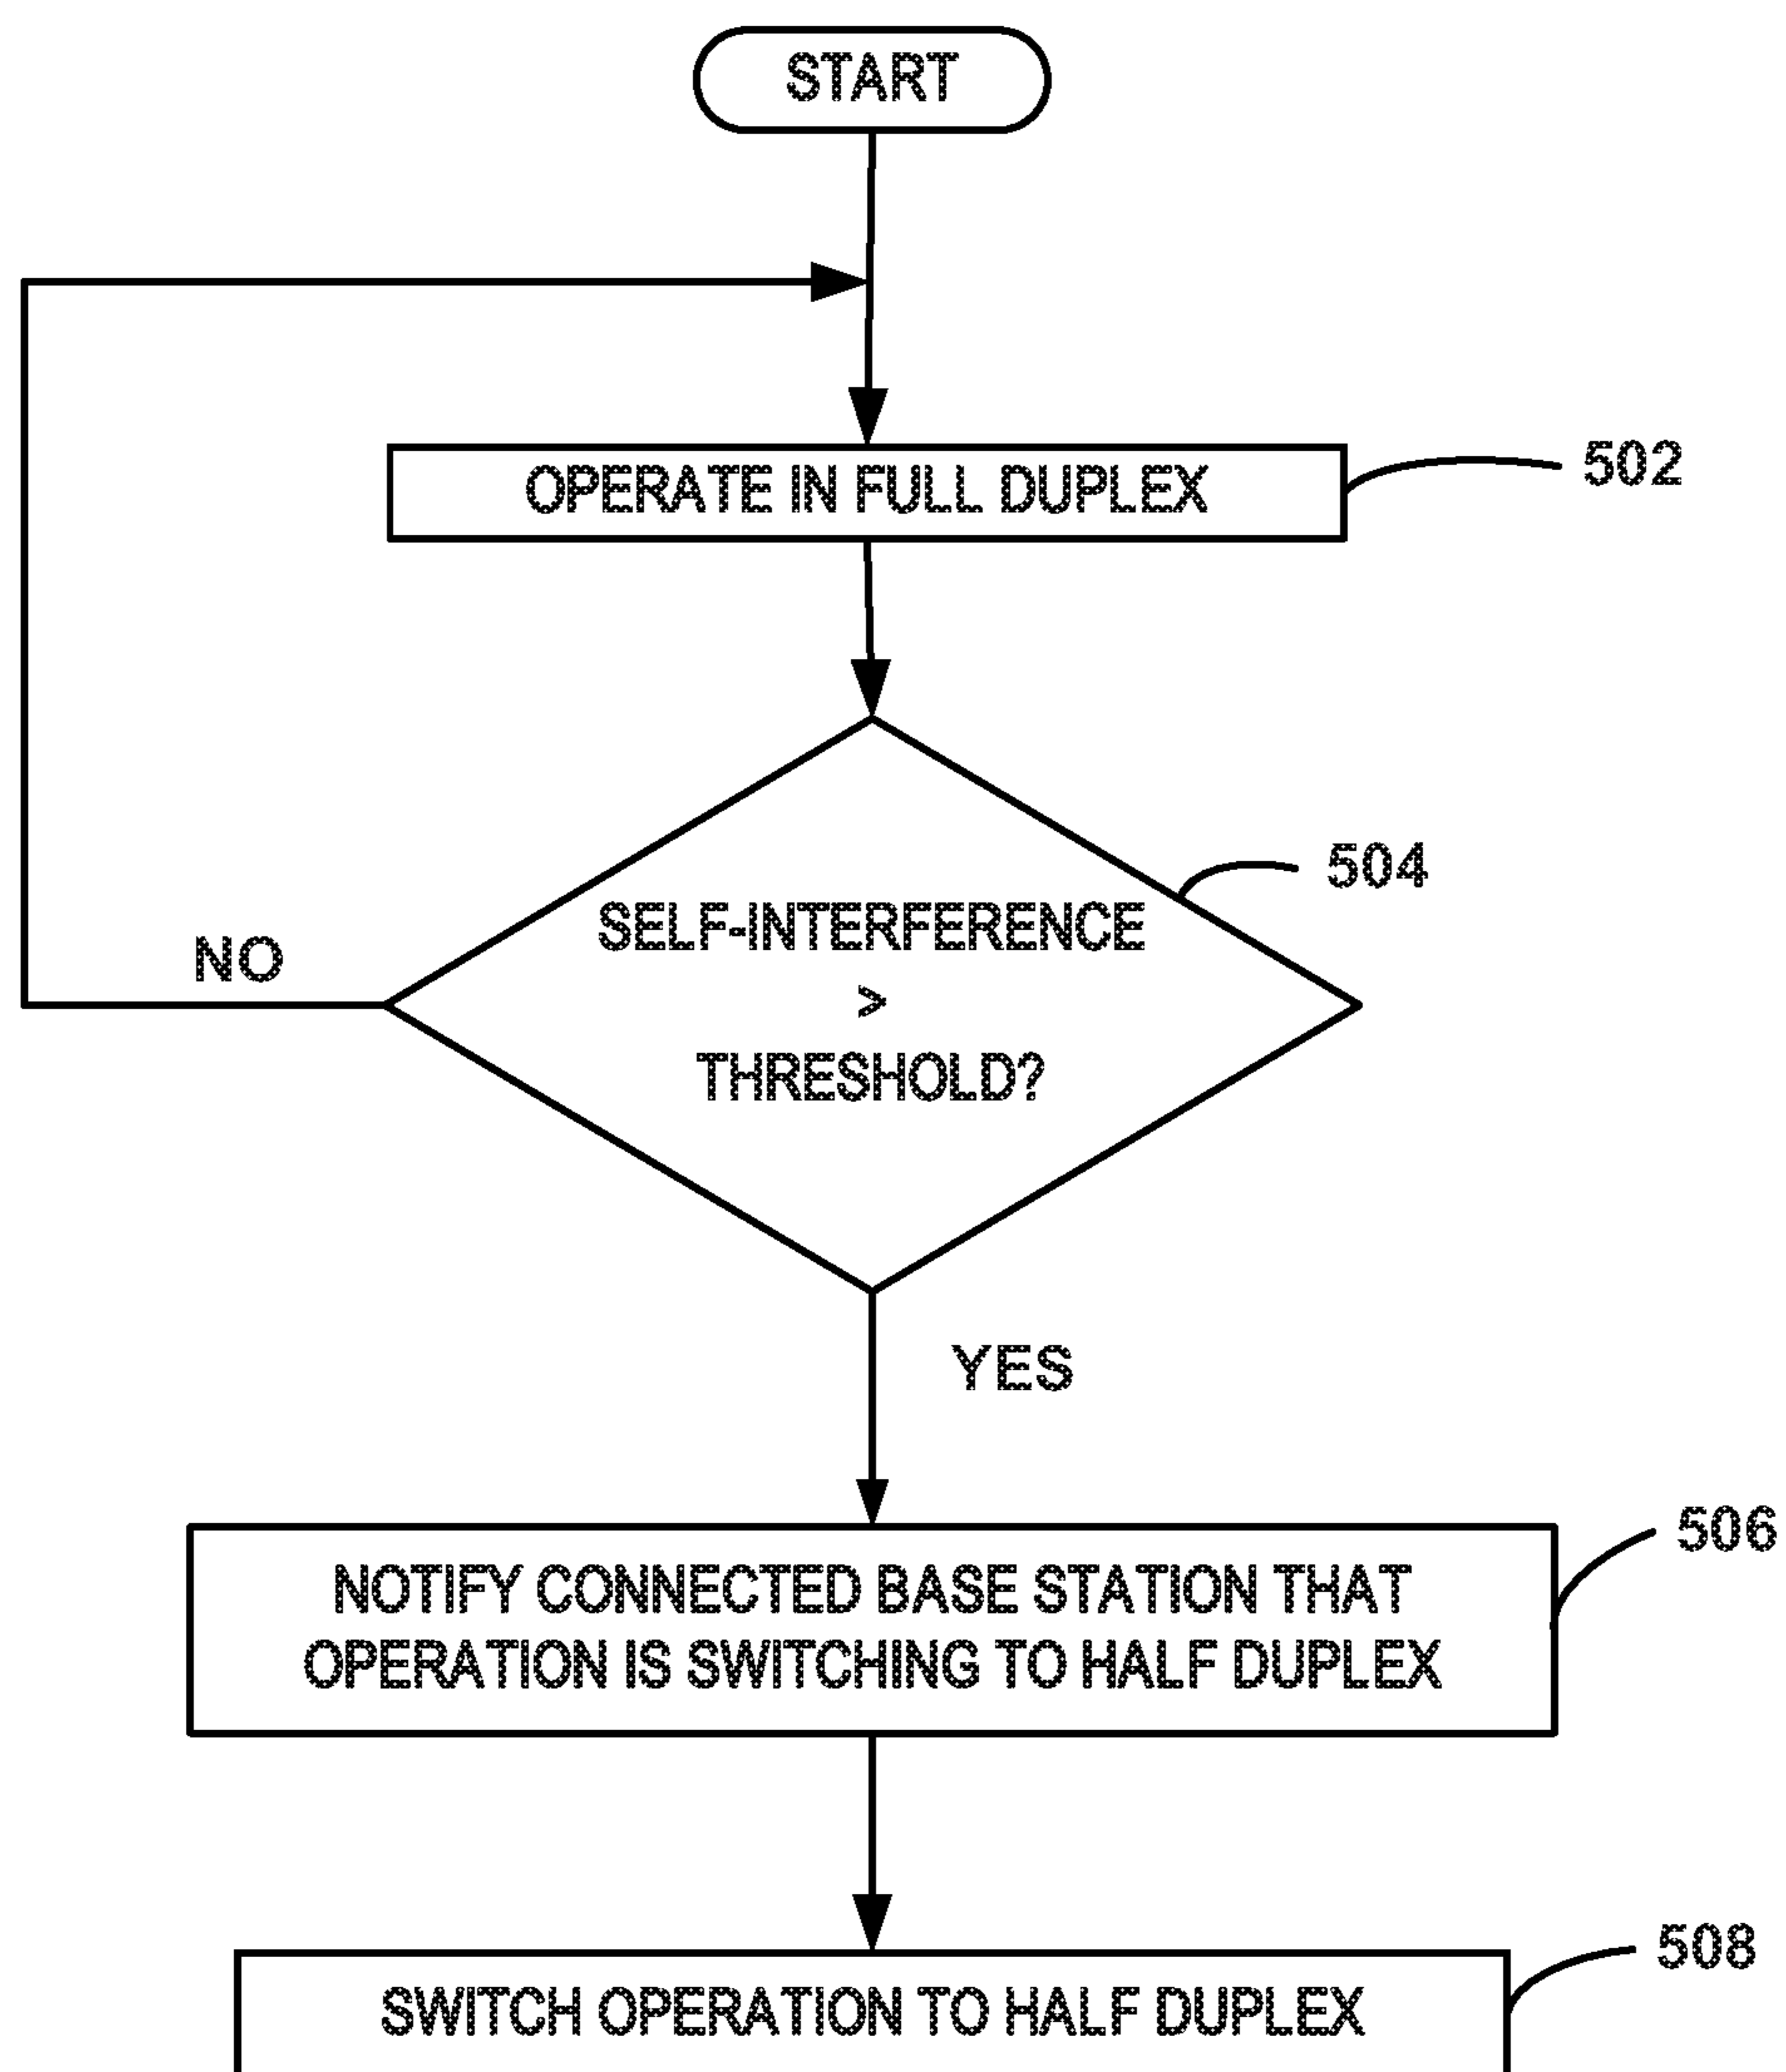 START
OPERATE IN FULL DUPLEX
502
504
SELF-INTERFERENCE
>
THRESHOLD?
NO
YES
506
NOTIFY CONNECTED BASE STATION THAT
OPERATION IS SWITCHING TO HALF DUPLEX
508
SWITCH OPERATION TO HALF DUPLEX